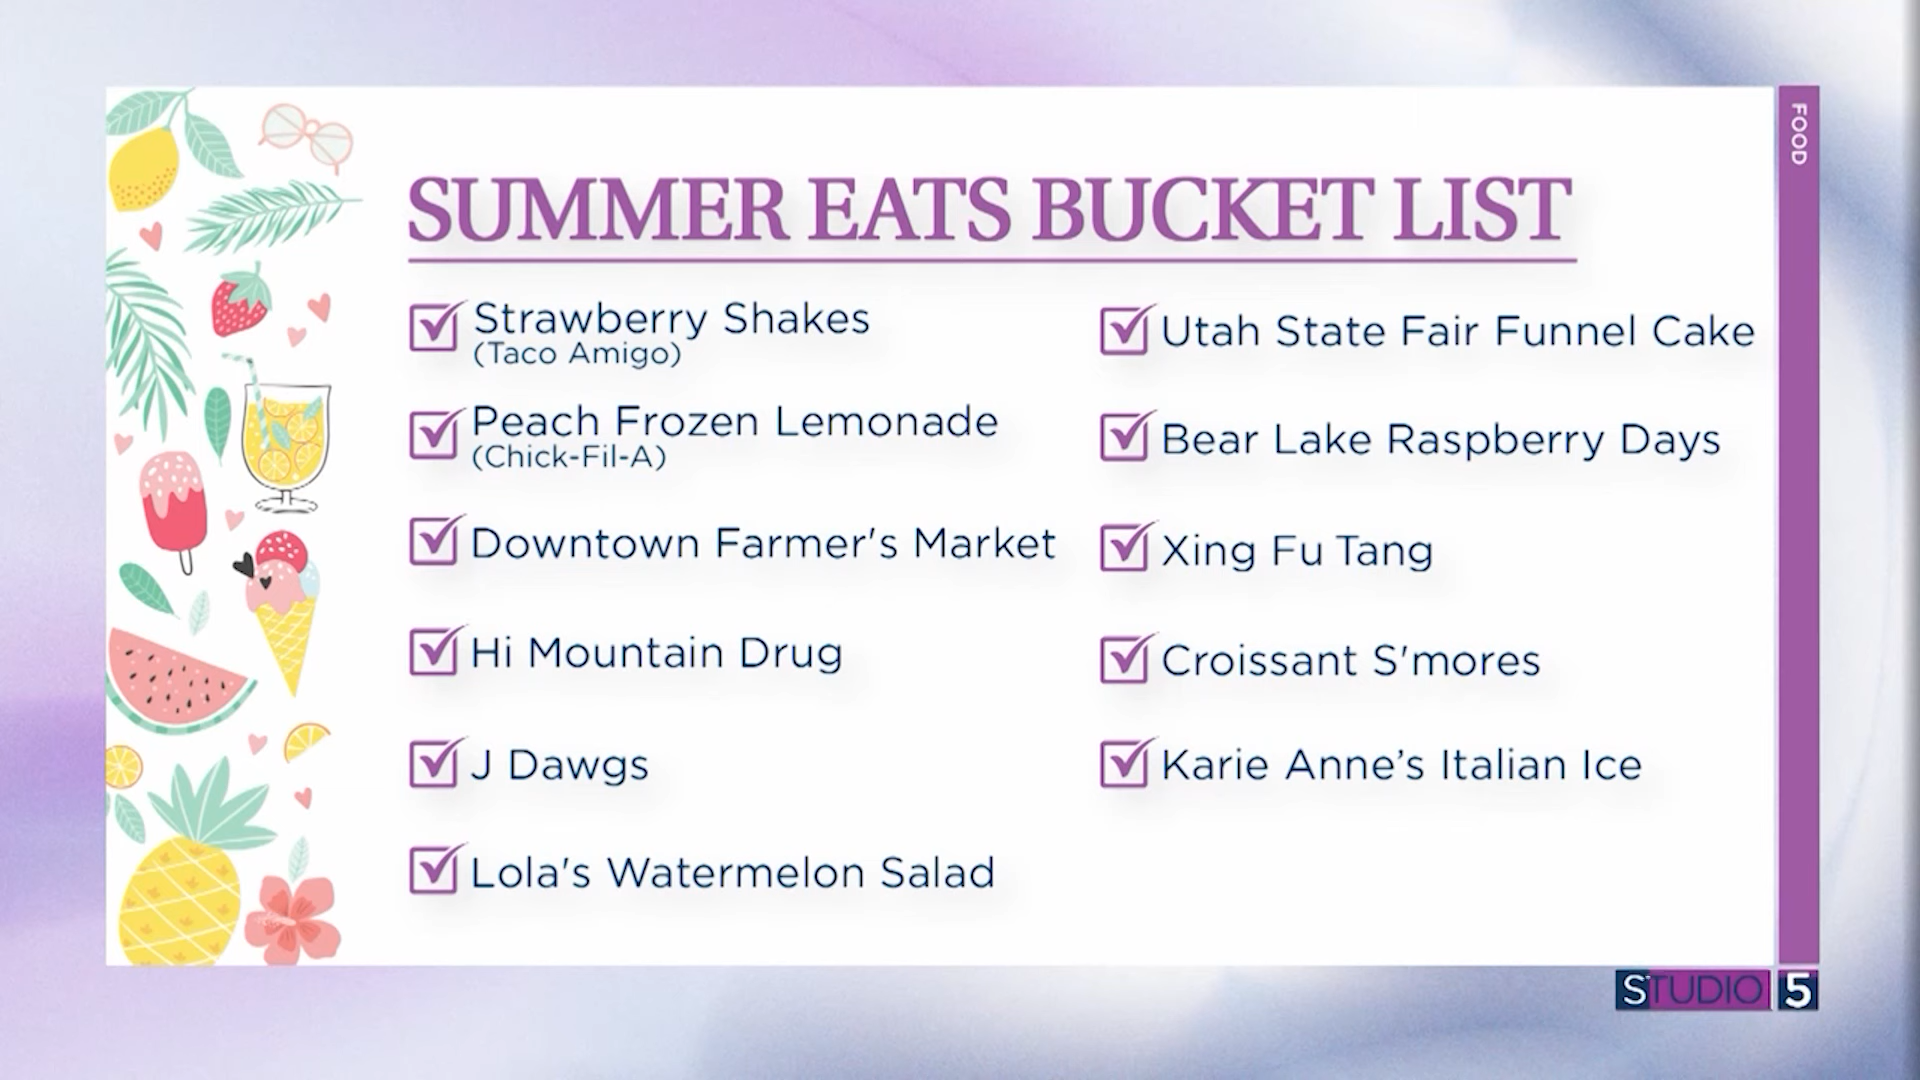 FOOD
SUMMER EATS BUCKET LIST
Strawberry Shakes
(Taco Amigo)
Peach Frozen Lemonade
(Chick-Fil-A)
Downtown Farmer's Market
Hi Mountain Drug
J Dawgs
Lola's Watermelon Salad
Utah State Fair Funnel Cake
Bear Lake Raspberry Days
Xing Fu Tang
Croissant S'mores
Karie Anne’s Italian Ice
STUDIO 5